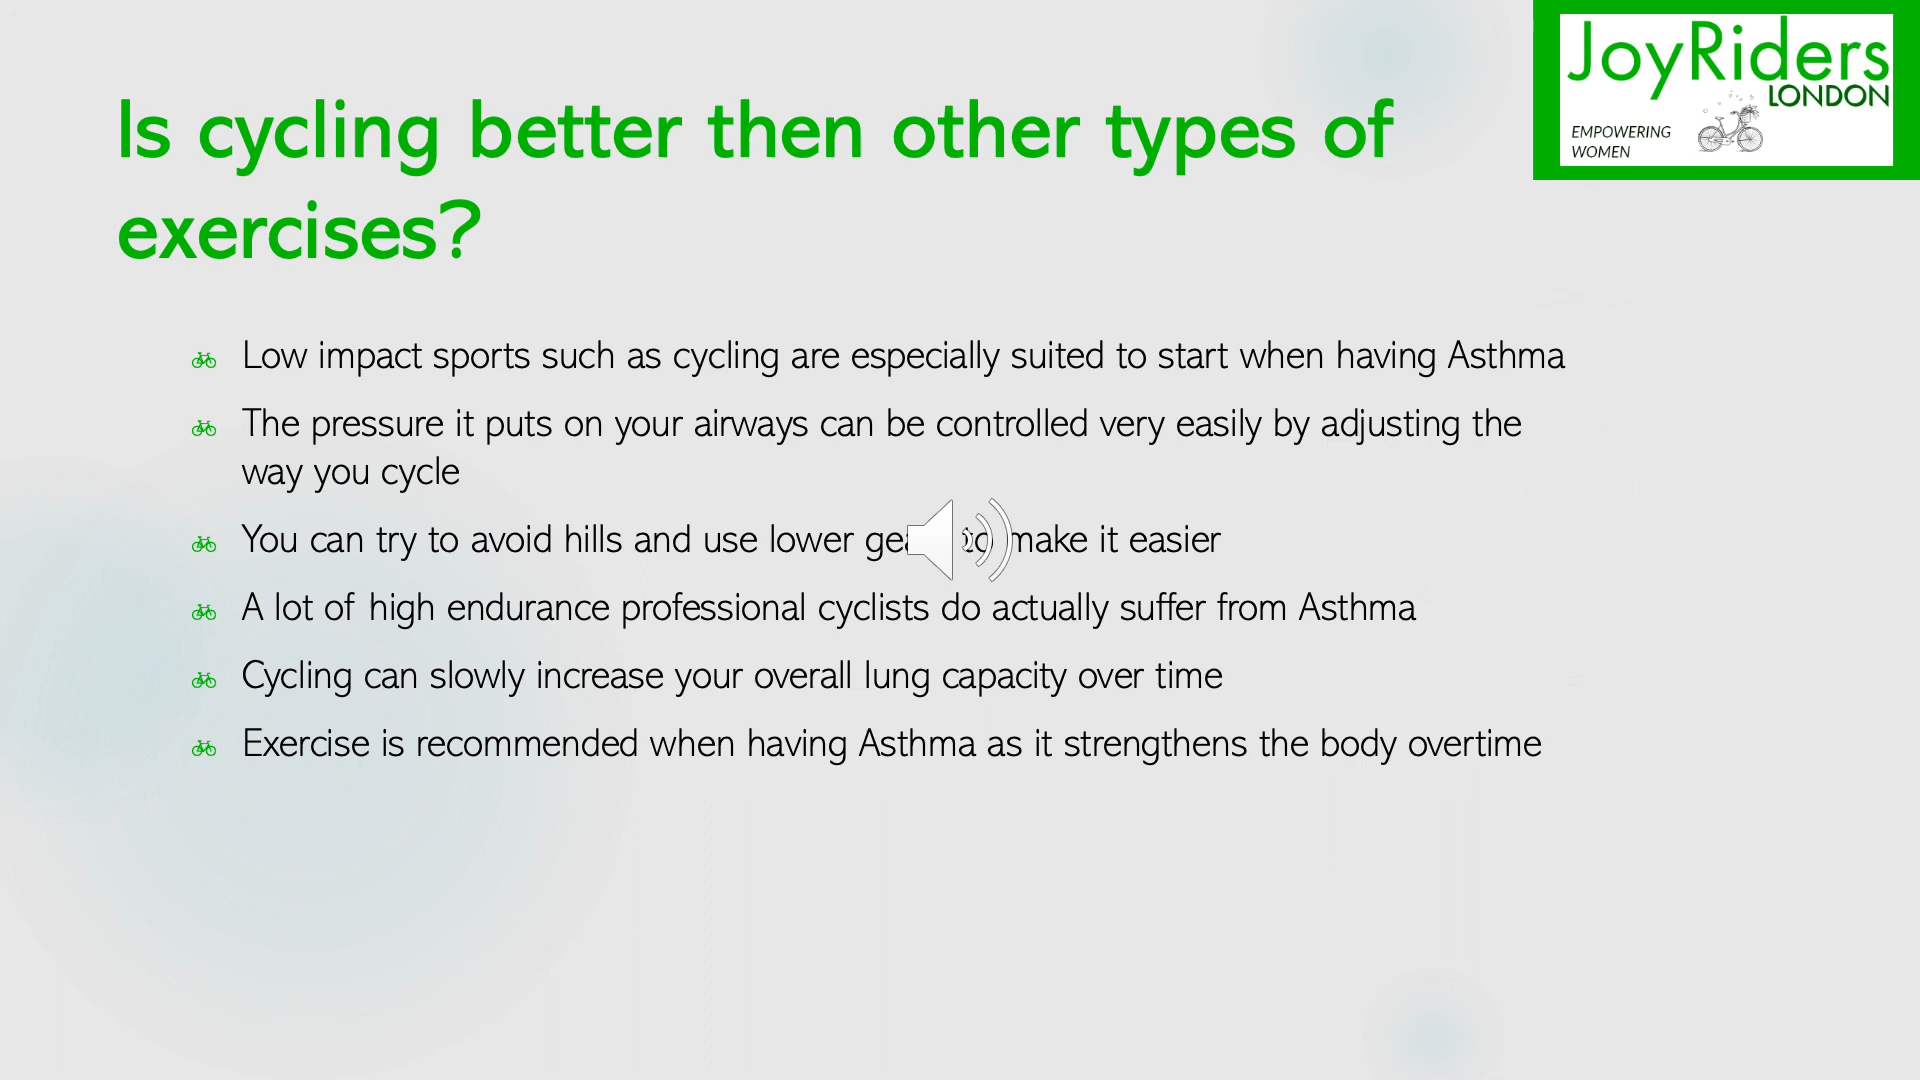 JoyRiders
LONDON
EMPOWERING
WOMEN
Is cycling better then other types of
exercises?
Low impact sports such as cycling are especially suited to start when having Asthma
The pressure it puts on your airways can be controlled very easily by adjusting the
way you cycle
You can try to avoid hills and use lower to make it easier
A lot of high endurance professional cyclists do actually suffer from Asthma
Cycling can slowly increase your overall lung capacity over time
Exercise is recommended when having Asthma as it strengthens the body overtime